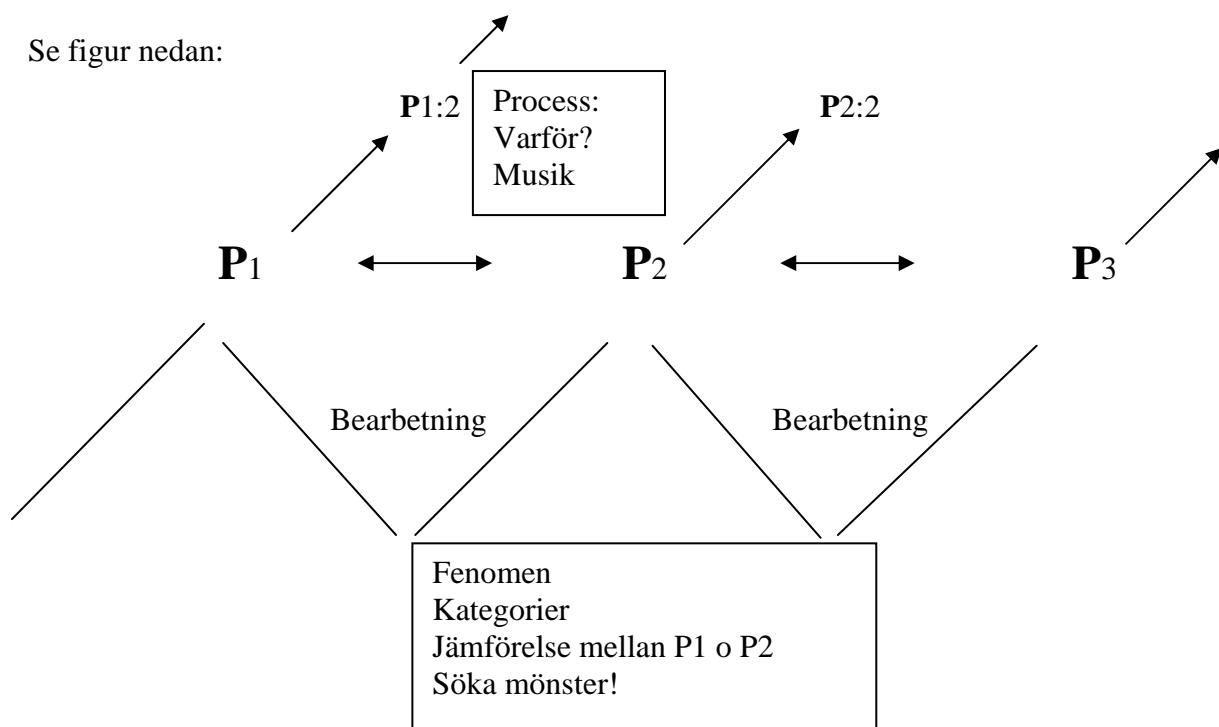 Se figur nedan:
P1:2
Process:
Varför?
Musik
P2:2
P1
P2
P3
Bearbetning
Bearbetning
Fenomen
Kategorier
Jämförelse mellan P1 o P2
Söka mönster!